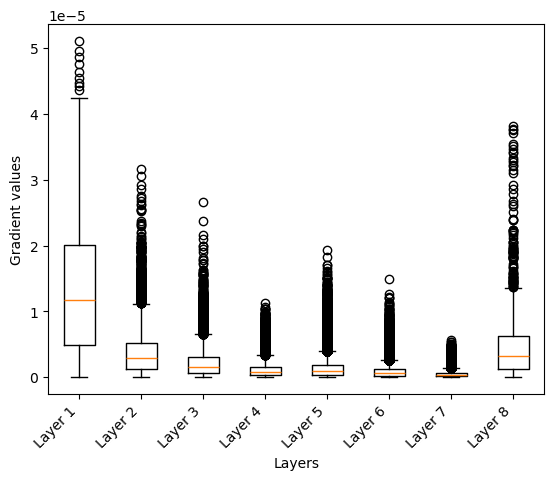 1e−5
5
4
3
2
1
0
Gradient values
Layer 1
Layer 2
Layer 3
Layer 4
Layer 5
Layer 6
Layer 7
Layer 8
Layers